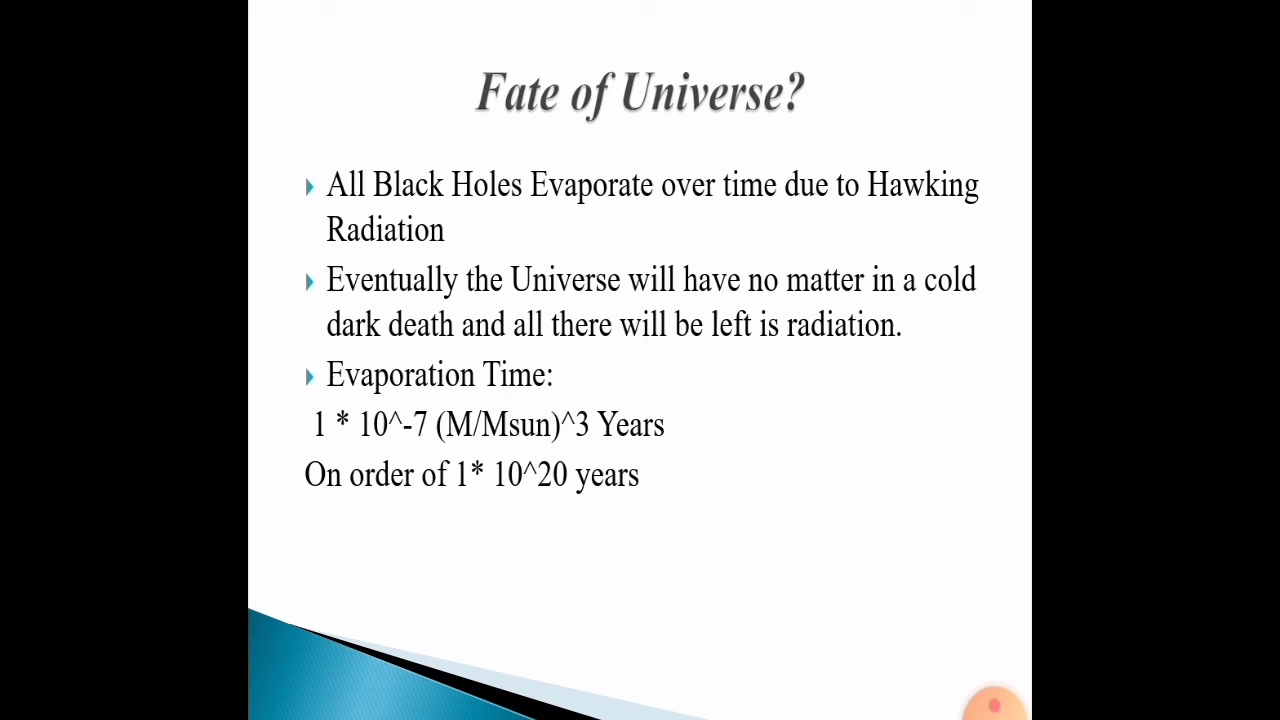 Fate of Universe?
All Black Holes Evaporate over time due to Hawking
Radiation
Eventually the Universe will have no matter in a cold
dark death and all there will be left is radiation.
Evaporation Time:
1 * 10^-7 (M/Msun)^3 Years
On order of 1* 10^20 years